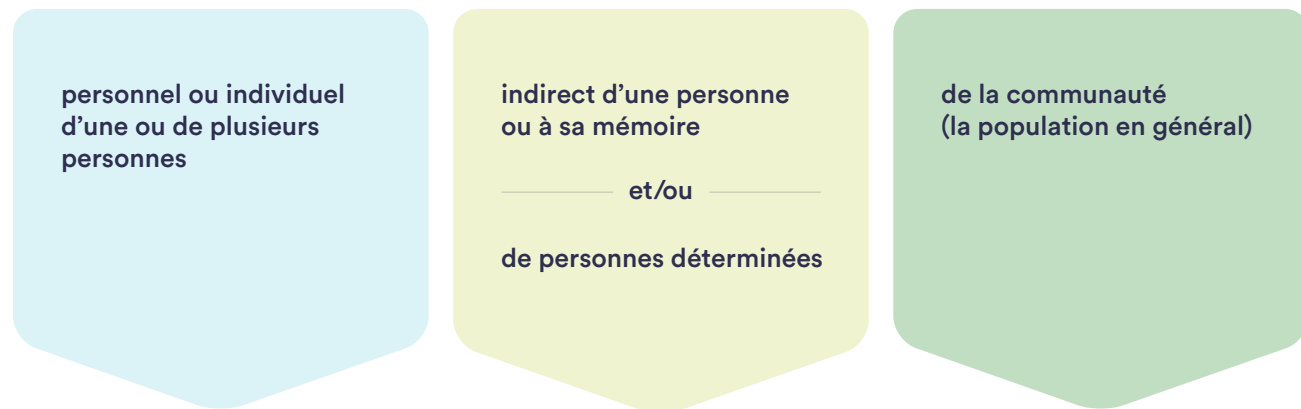 personnel ou individuel
d’une ou de plusieurs
personnes
indirect d’une personne
ou à sa mémoire
et/ou
de personnes déterminées
de la communauté
(la population en général)